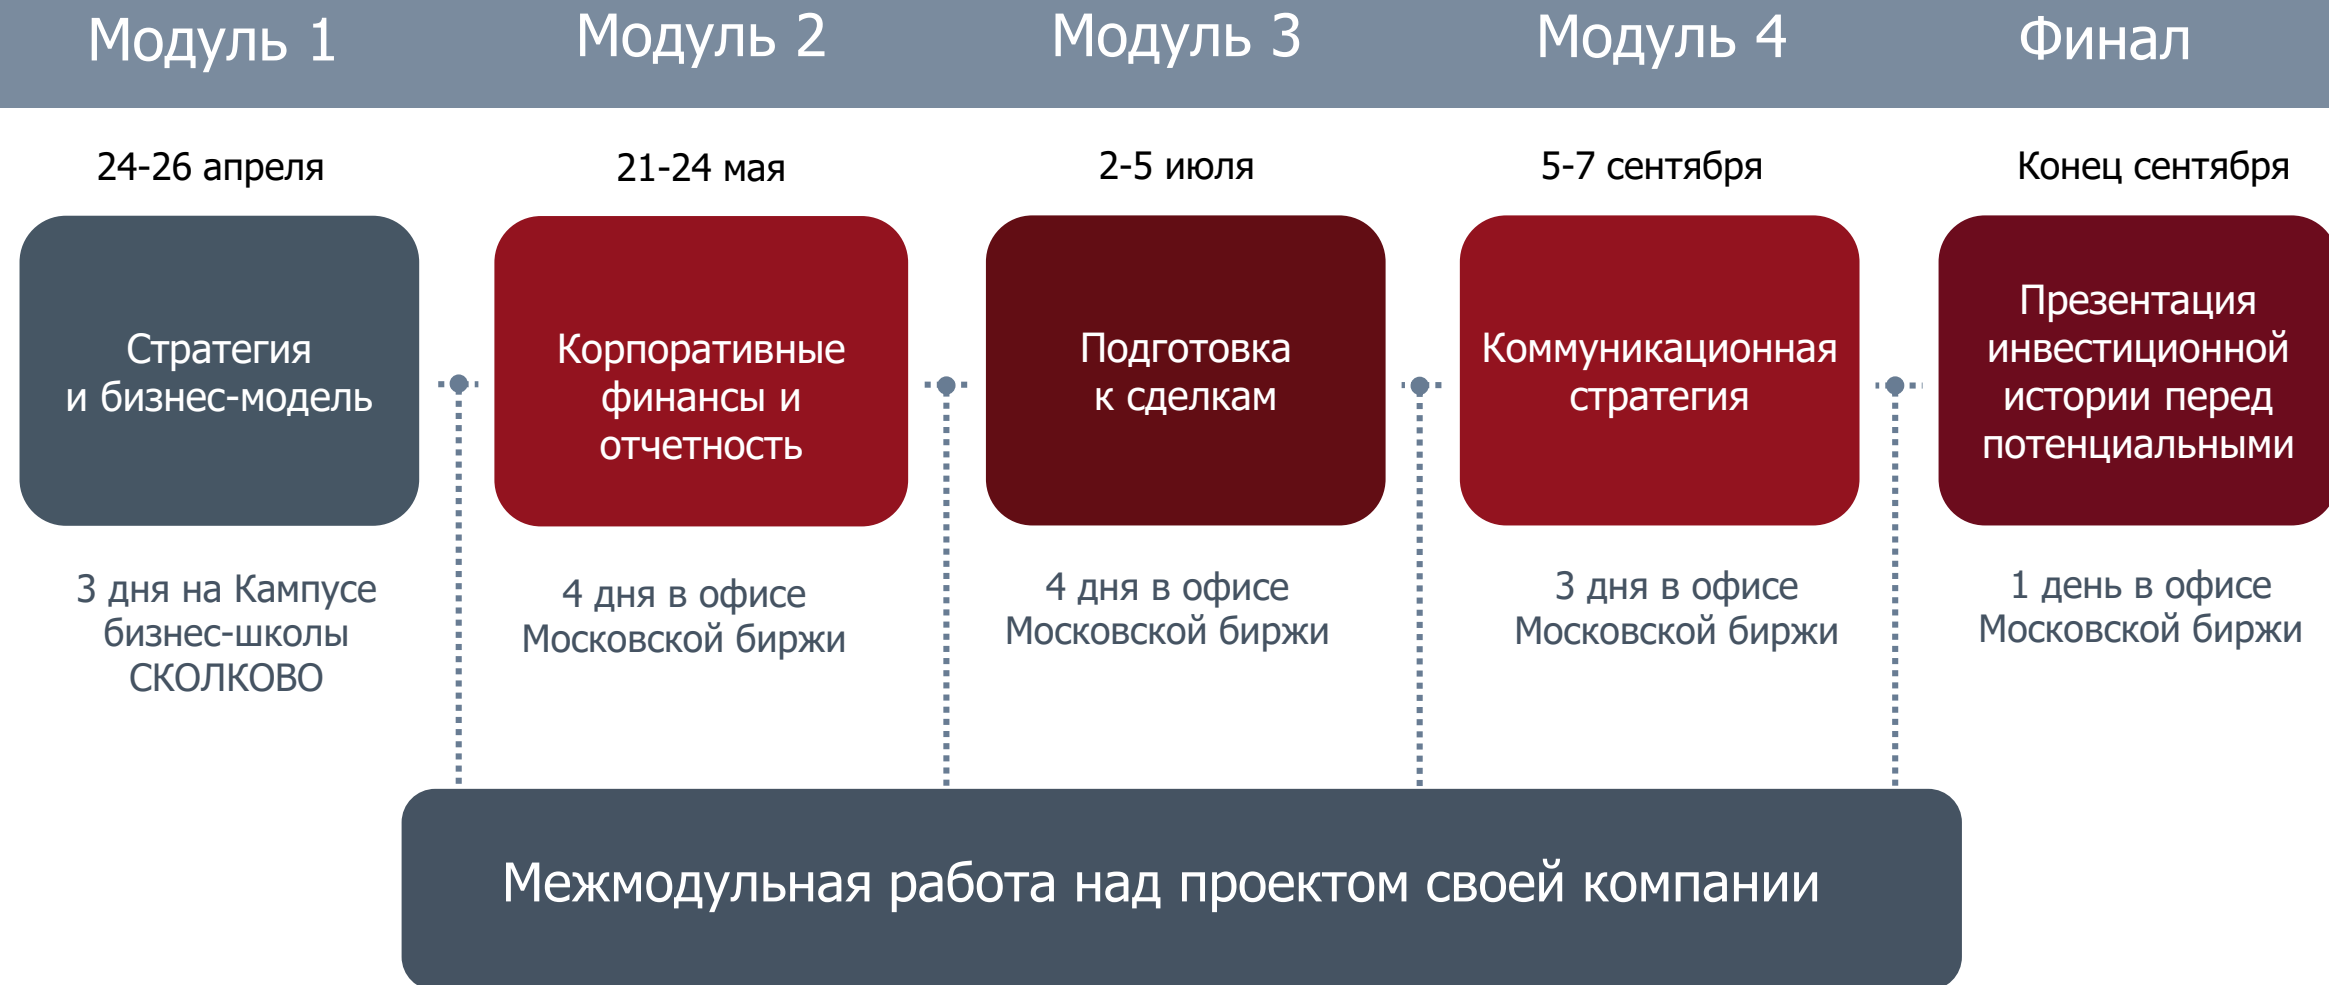 Модуль 1
Модуль 2
Модуль 3
Модуль 4
Финал
24-26 апреля
21-24 мая
2-5 июля
5-7 сентября
Конец сентября
Стратегия
и бизнес-модель
Корпоративные
финансы и
отчетность
Подготовка
к сделкам
Коммуникационная
стратегия
Презентация
инвестиционной
истории перед
потенциальными
3 дня на Кампусе
бизнес-школы
СКОЛКОВО
4 дня в офисе
Московской биржи
4 дня в офисе
Московской биржи
3 дня в офисе
Московской биржи
1 день в офисе
Московской биржи
Межмодульная работа над проектом своей компании